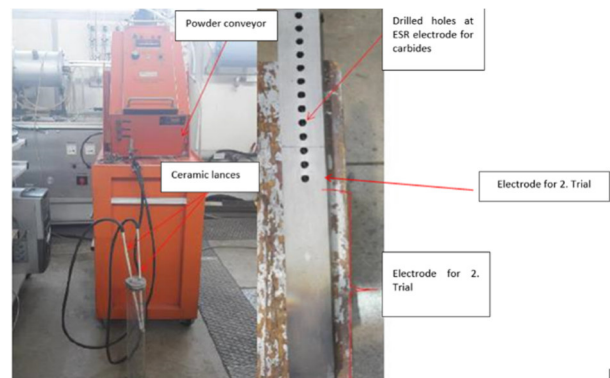 Powder conveyor
Drilled holes at
ESR electrode for
carbides
Ceramic lances
Electrode for 2. Trial
Electrode for 2.
Trial